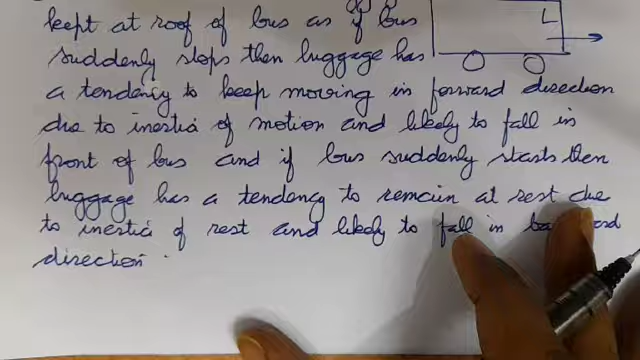 kept at roof of bus as if bus
L
suddenly stops then luggage has
a tendency to keep moving in forward direction
due to inertia of motion and likely to fall in
front of bus and if bus suddenly starts then
luggage has a tendency to remain at rest due
to inertia of rest and likely to fall in
direction.